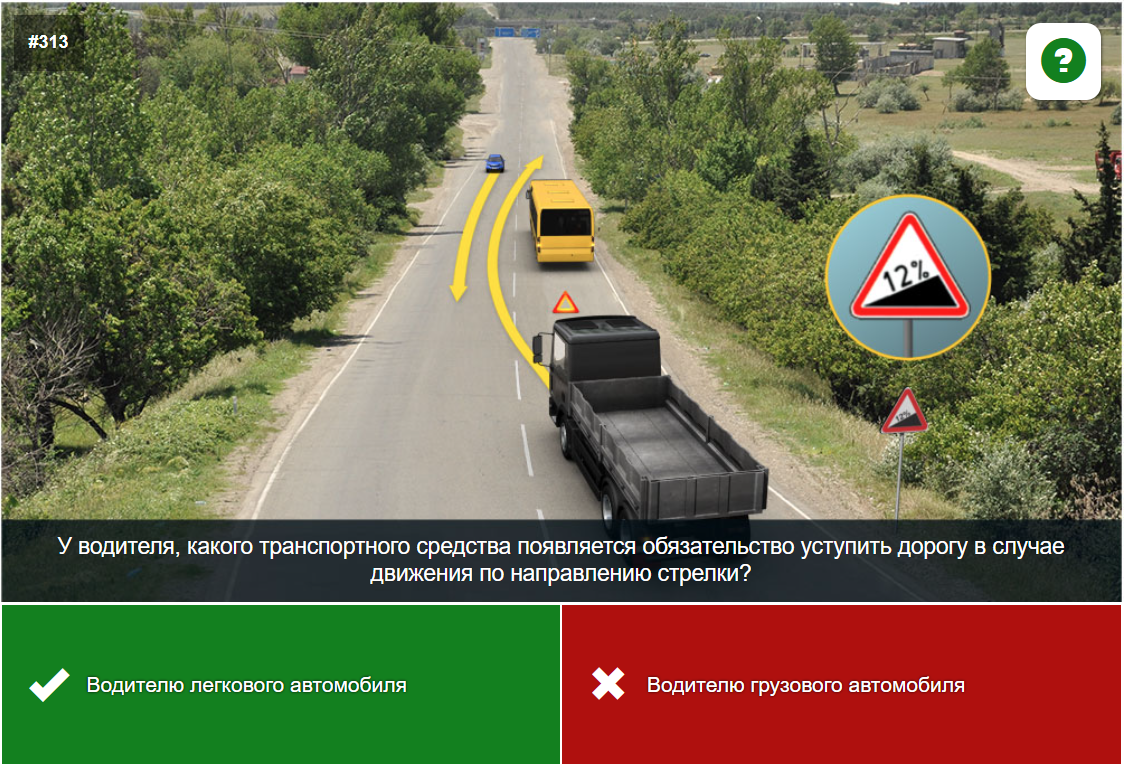 #313
?
12%
12%
У водителя, какого транспортного средства появляется обязательство уступить дорогу в случае
движения по направлению стрелки?
Водителю легкового автомобиля
Водителю грузового автомобиля